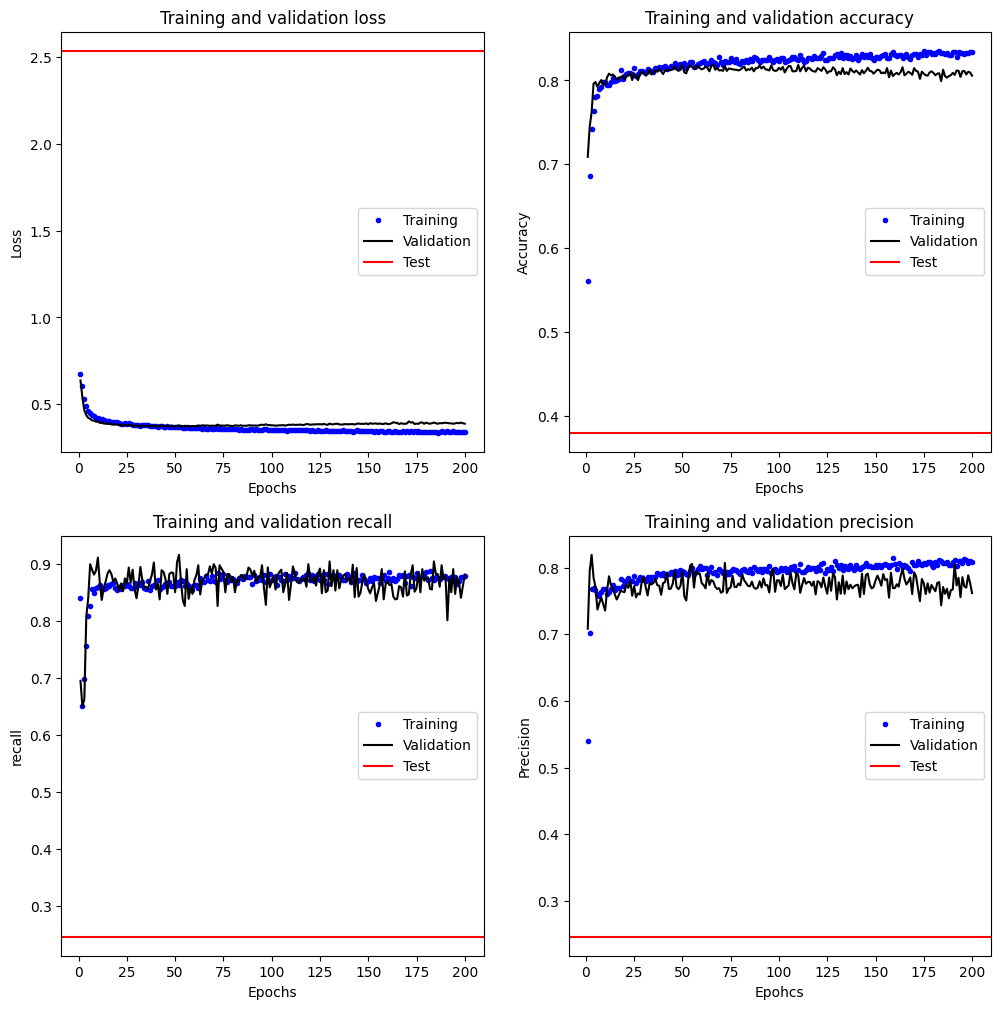 Training and validation loss
2.5
2.0
1.5
1.0
0.5
Loss
Training
Validation
Test
0 25 50 75 100 125 150 175 200
Epochs
Training and validation accuracy
0.8
0.7
0.6
0.5
0.4
Accuracy
Training
Validation
Test
0 25 50 75 100 125 150 175 200
Epochs
Training and validation recall
0.9
0.8
0.7
0.6
0.5
0.4
0.3
recall
Training
Validation
Test
0 25 50 75 100 125 150 175 200
Epochs
Training and validation precision
0.8
0.7
0.6
0.5
0.4
0.3
Precision
Training
Validation
Test
0 25 50 75 100 125 150 175 200
Epohcs